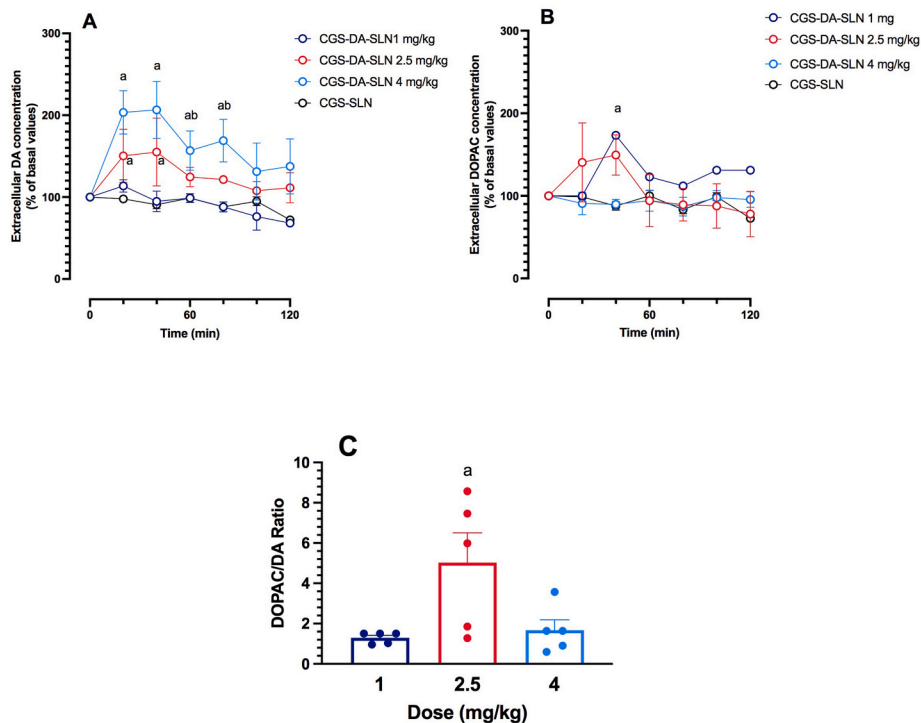 A
CGS-DA-SLN1 mg/kg
CGS-DA-SLN 2.5 mg/kg
CGS-DA-SLN 4 mg/kg
CGS-SLN
Extracellular DA concentration
(% of basal values)
300
200
100
0
a
a
ab
ab
a
a
0
60
120
Time (min)
B
CGS-DA-SLN 1 mg
CGS-DA-SLN 2.5 mg/kg
CGS-DA-SLN 4 mg/kg
CGS-SLN
Extracellular DOPAC concentration
(% of basal values)
300
200
100
0
a
0
60
120
Time (min)
C
DOPAC/DA Ratio
10
8
6
4
2
0
a
1
2.5
4
Dose (mg/kg)